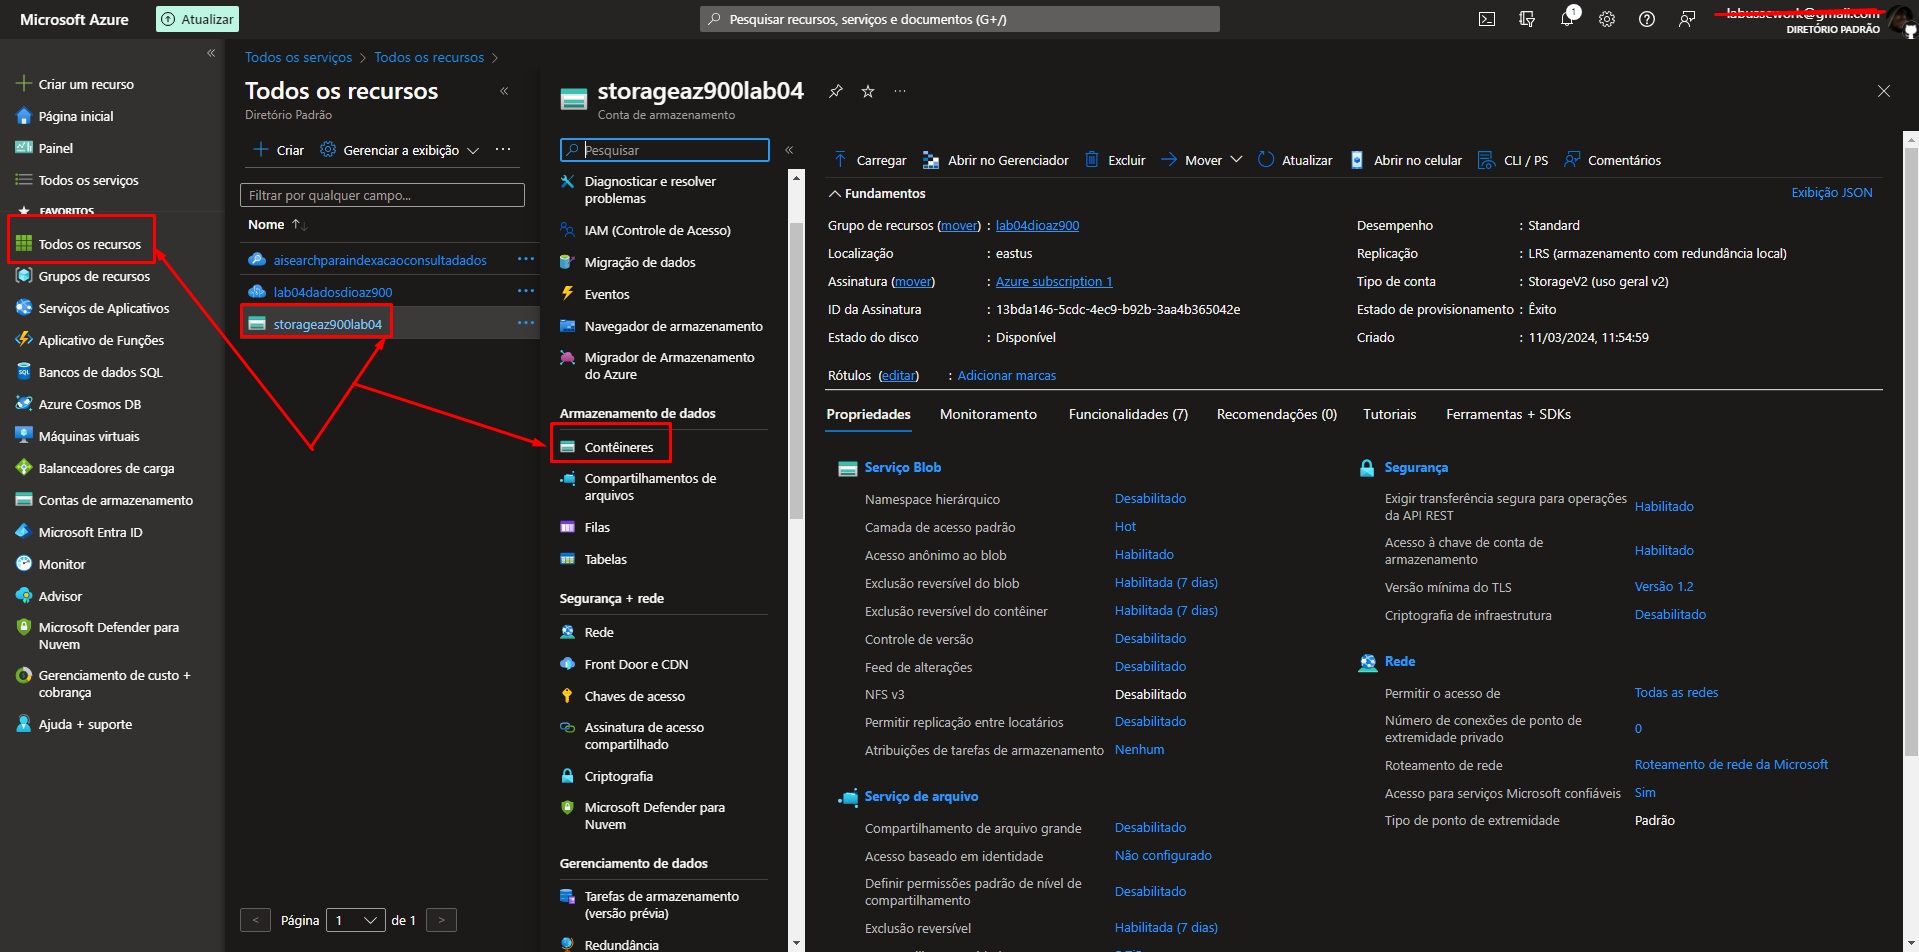 Microsoft Azure
Atualizar
Pesquisar recursos, serviços e documentos (G+/)
1
labussework@gmail.com
DIRETÓRIO PADRÃO
Criar um recurso
Página inicial
Painel
Todos os serviços
FAVORITOS
Todos os recursos
Grupos de recursos
Serviços de Aplicativos
Aplicativo de Funções
Bancos de dados SQL
Azure Cosmos DB
Máquinas virtuais
Balanceadores de carga
Contas de armazenamento
Microsoft Entra ID
Monitor
Advisor
Microsoft Defender para
Nuvem
Gerenciamento de custo +
cobrança
Ajuda + suporte
Todos os serviços > Todos os recursos >
Todos os recursos
Diretório Padrão
Criar
Gerenciar a exibição
Filtrar por qualquer campo...
Nome
aisearchparaindexacaoconsultadados
lab04dadosdioaz900
storageaz900lab04
< Página 1 de 1 >
storageaz900lab04
Conta de armazenamento
Pesquisar
Diagnosticar e resolver
problemas
IAM (Controle de Acesso)
Migração de dados
Eventos
Navegador de armazenamento
Migrador de Armazenamento
do Azure
Armazenamento de dados
Contêineres
Compartilhamentos de
arquivos
Filas
Tabelas
Segurança + rede
Rede
Front Door e CDN
Chaves de acesso
Assinatura de acesso
compartilhado
Criptografia
Microsoft Defender para
Nuvem
Gerenciamento de dados
Tarefas de armazenamento
(versão prévia)
Redundância
Carregar
Abrir no Gerenciador
Excluir
Mover
Atualizar
Abrir no celular
CLI / PS
Comentários
Fundamentos
Exibição JSON
Grupo de recursos (mover) : lab04dioaz900
Localização : eastus
Assinatura (mover) : Azure subscription 1
ID da Assinatura : 13bda146-5cdc-4ec9-b92b-3aa4b365042e
Estado do disco : Disponível
Desempenho : Standard
Replicação : LRS (armazenamento com redundância local)
Tipo de conta : StorageV2 (uso geral v2)
Estado de provisionamento : Êxito
Criado : 11/03/2024, 11:54:59
Rótulos (editar) : Adicionar marcas
Propriedades
Monitoramento
Funcionalidades (7)
Recomendações (0)
Tutoriais
Ferramentas + SDKs
Serviço Blob
Namespace hierárquico Desabilitado
Camada de acesso padrão Hot
Acesso anônimo ao blob Habilitado
Exclusão reversível do blob Habilitada (7 dias)
Exclusão reversível do contêiner Habilitada (7 dias)
Controle de versão Desabilitado
Feed de alterações Desabilitado
NFS v3 Desabilitado
Permitir replicação entre locatários Desabilitado
Atribuições de tarefas de armazenamento Nenhum
Serviço de arquivo
Compartilhamento de arquivo grande Desabilitado
Acesso baseado em identidade Não configurado
Definir permissões padrão de nível de
compartilhamento Desabilitado
Exclusão reversível Habilitada (7 dias)
Segurança
Exigir transferência segura para operações
da API REST Habilitado
Acesso à chave de conta de
armazenamento Habilitado
Versão mínima do TLS Versão 1.2
Criptografia de infraestrutura Desabilitado
Rede
Permitir o acesso de Todas as redes
Número de conexões de ponto de
extremidade privado 0
Roteamento de rede Roteamento de rede da Microsoft
Acesso para serviços Microsoft confiáveis Sim
Tipo de ponto de extremidade Padrão